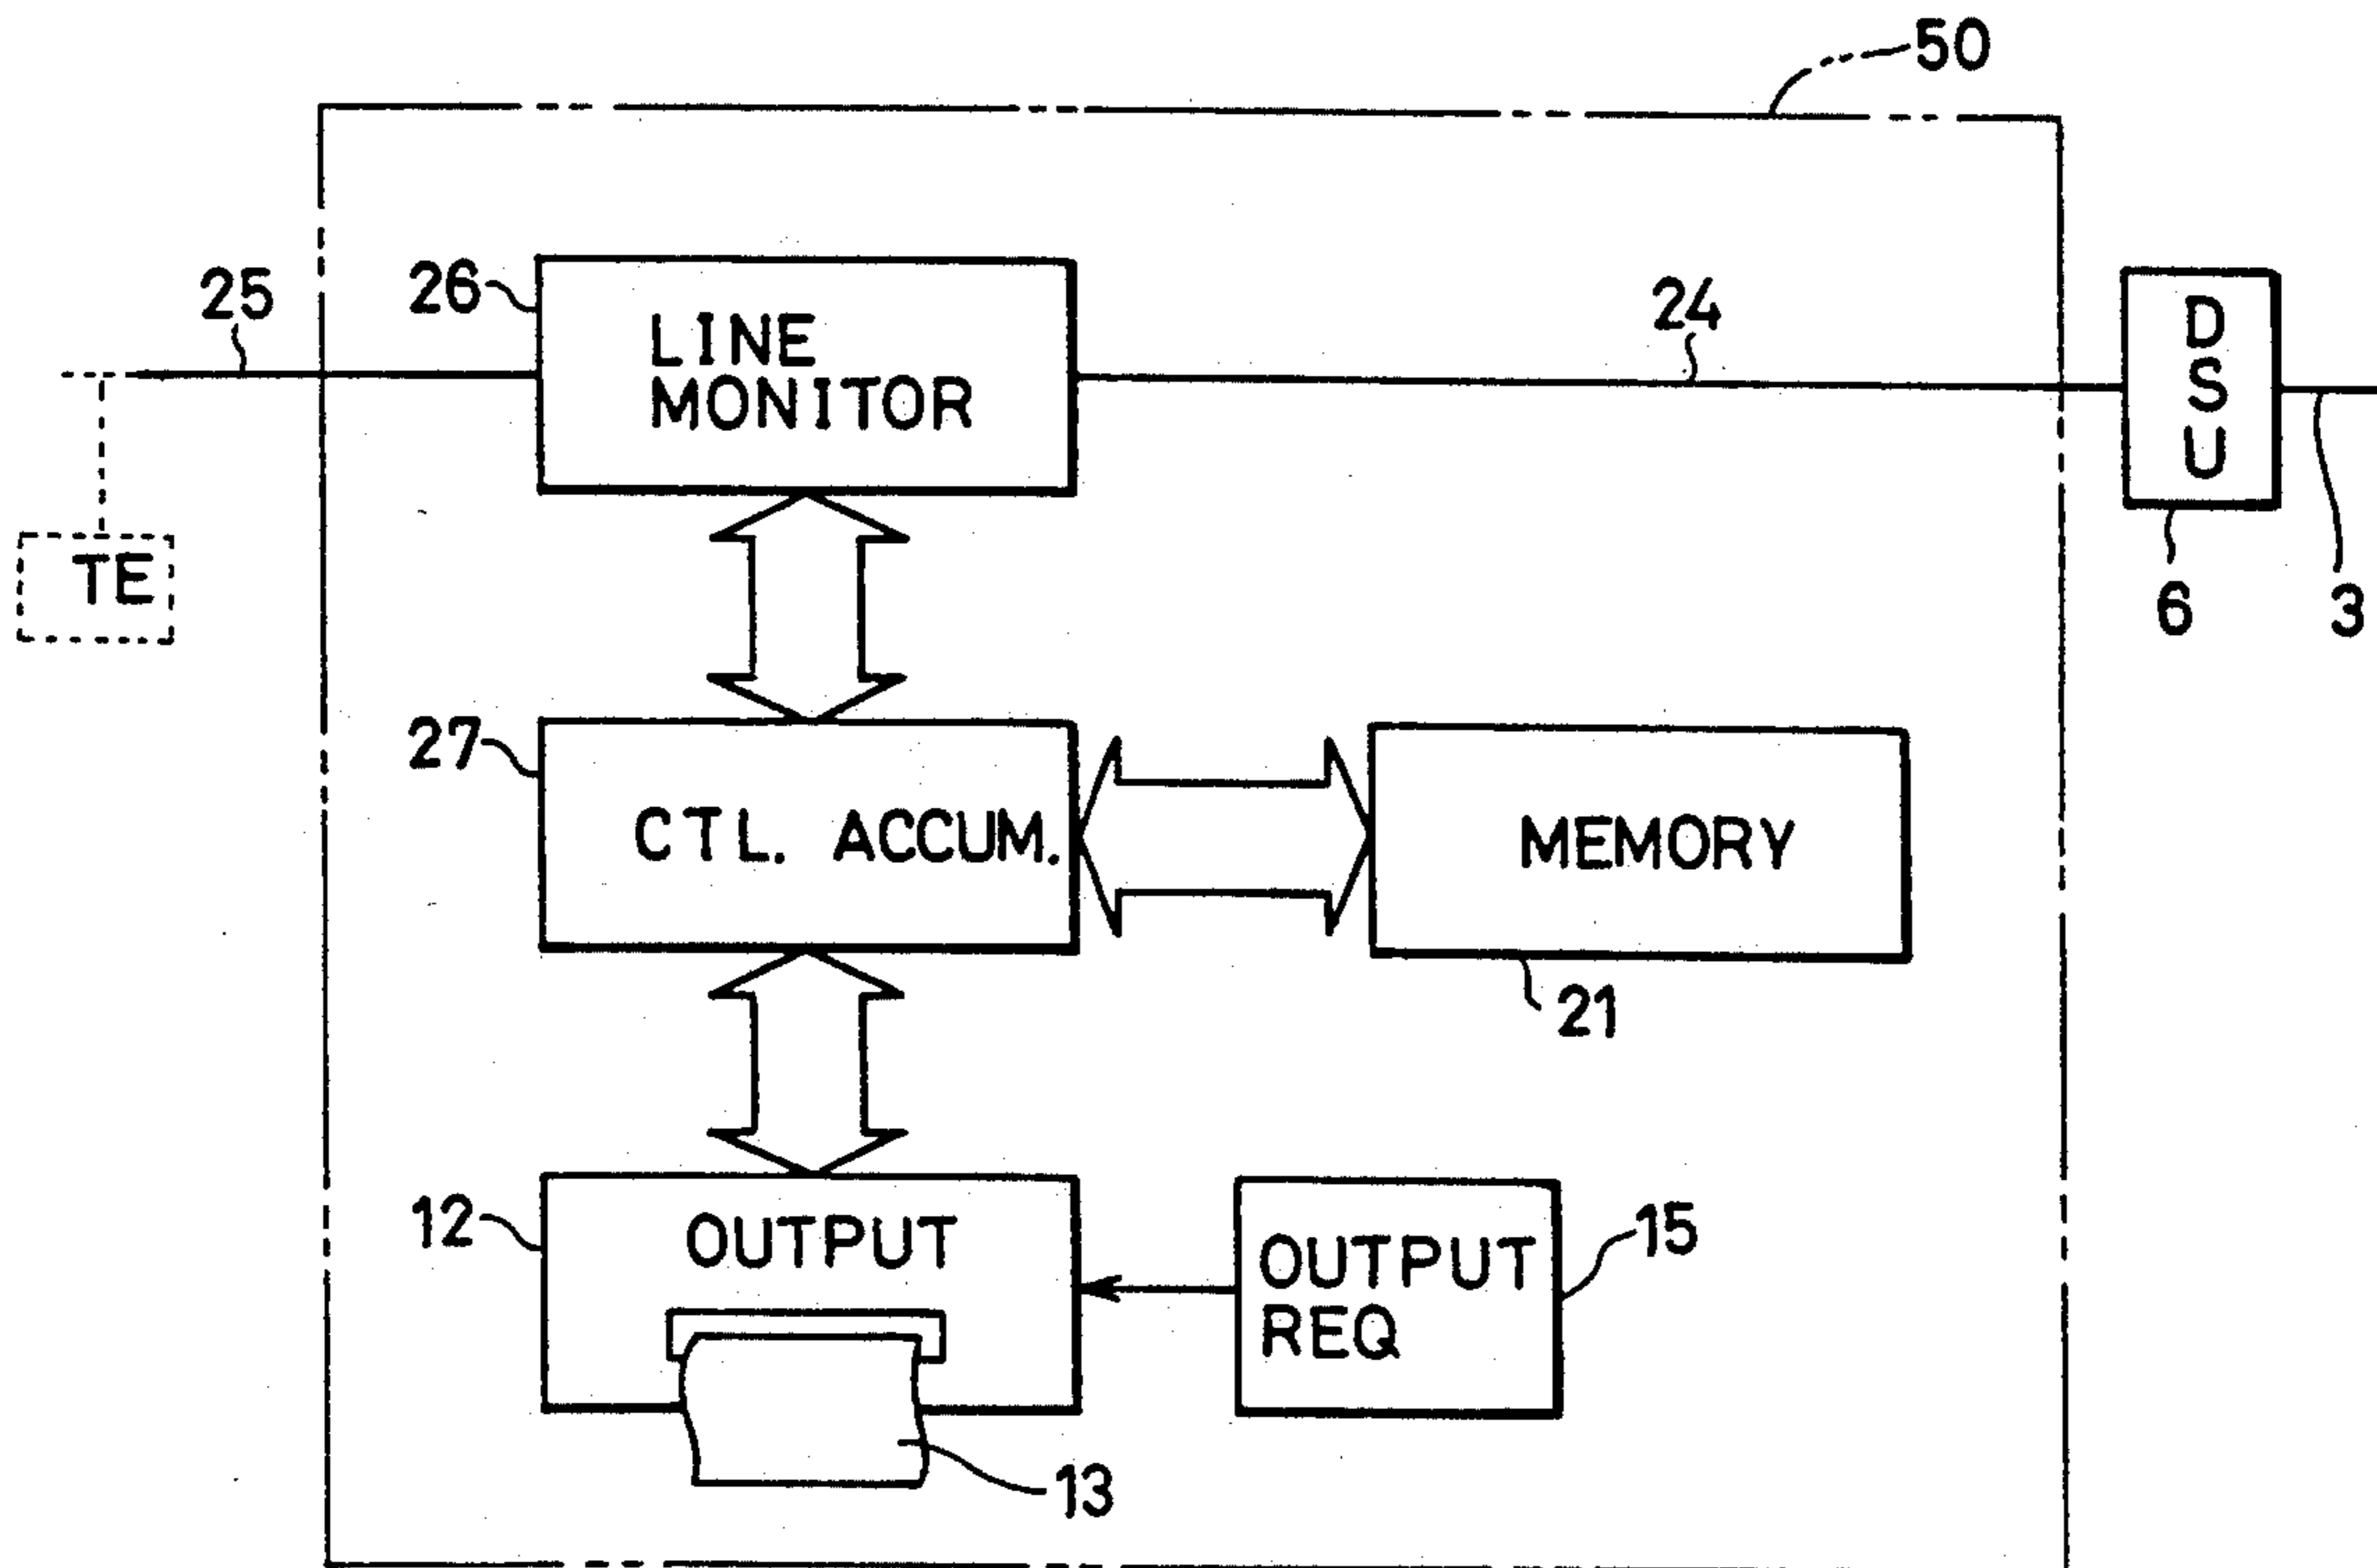 50
25
26
LINE
MONITOR
24
D
S
U
TE
6
3
27
CTL. ACCUM.
MEMORY
21
12
OUTPUT
OUTPUT
REQ
15
13